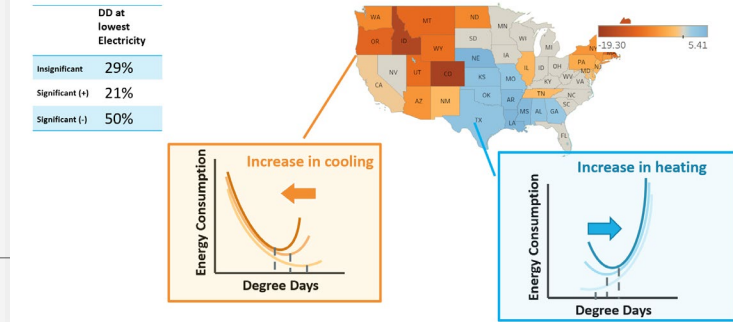 DD at
lowest
Electricity
Insignificant 29%
Significant (+) 21%
Significant (-) 50%
WA
MT
ND
MN
OR
ID
WY
SD
WI
MI
NY
NV
UT
CO
NE
IA
IL
ID
OH
PA
NJ
MD
CA
KS
MO
KY
WV
VA
AZ
NM
OK
AR
TN
NC
SC
TX
LA
MS
AL
GA
FL
-19.30
5.41
Increase in cooling
Energy Consumption
Degree Days
Increase in heating
Energy Consumption
Degree Days